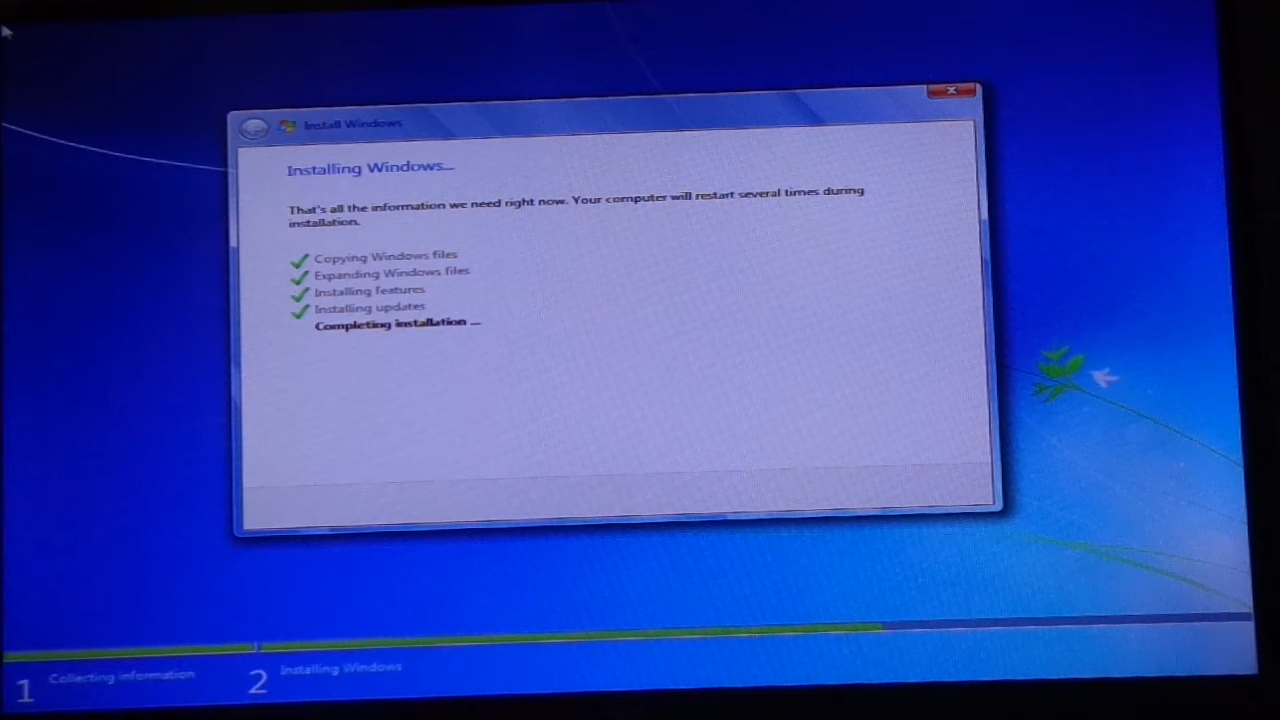 Install Windows
Installing Windows...
That's all the information we need right now. Your computer will restart several times during
installation.
Copying Windows files
Expanding Windows files
Installing features
Installing updates
Completing installation ...
1 Collecting information
2 Installing Windows